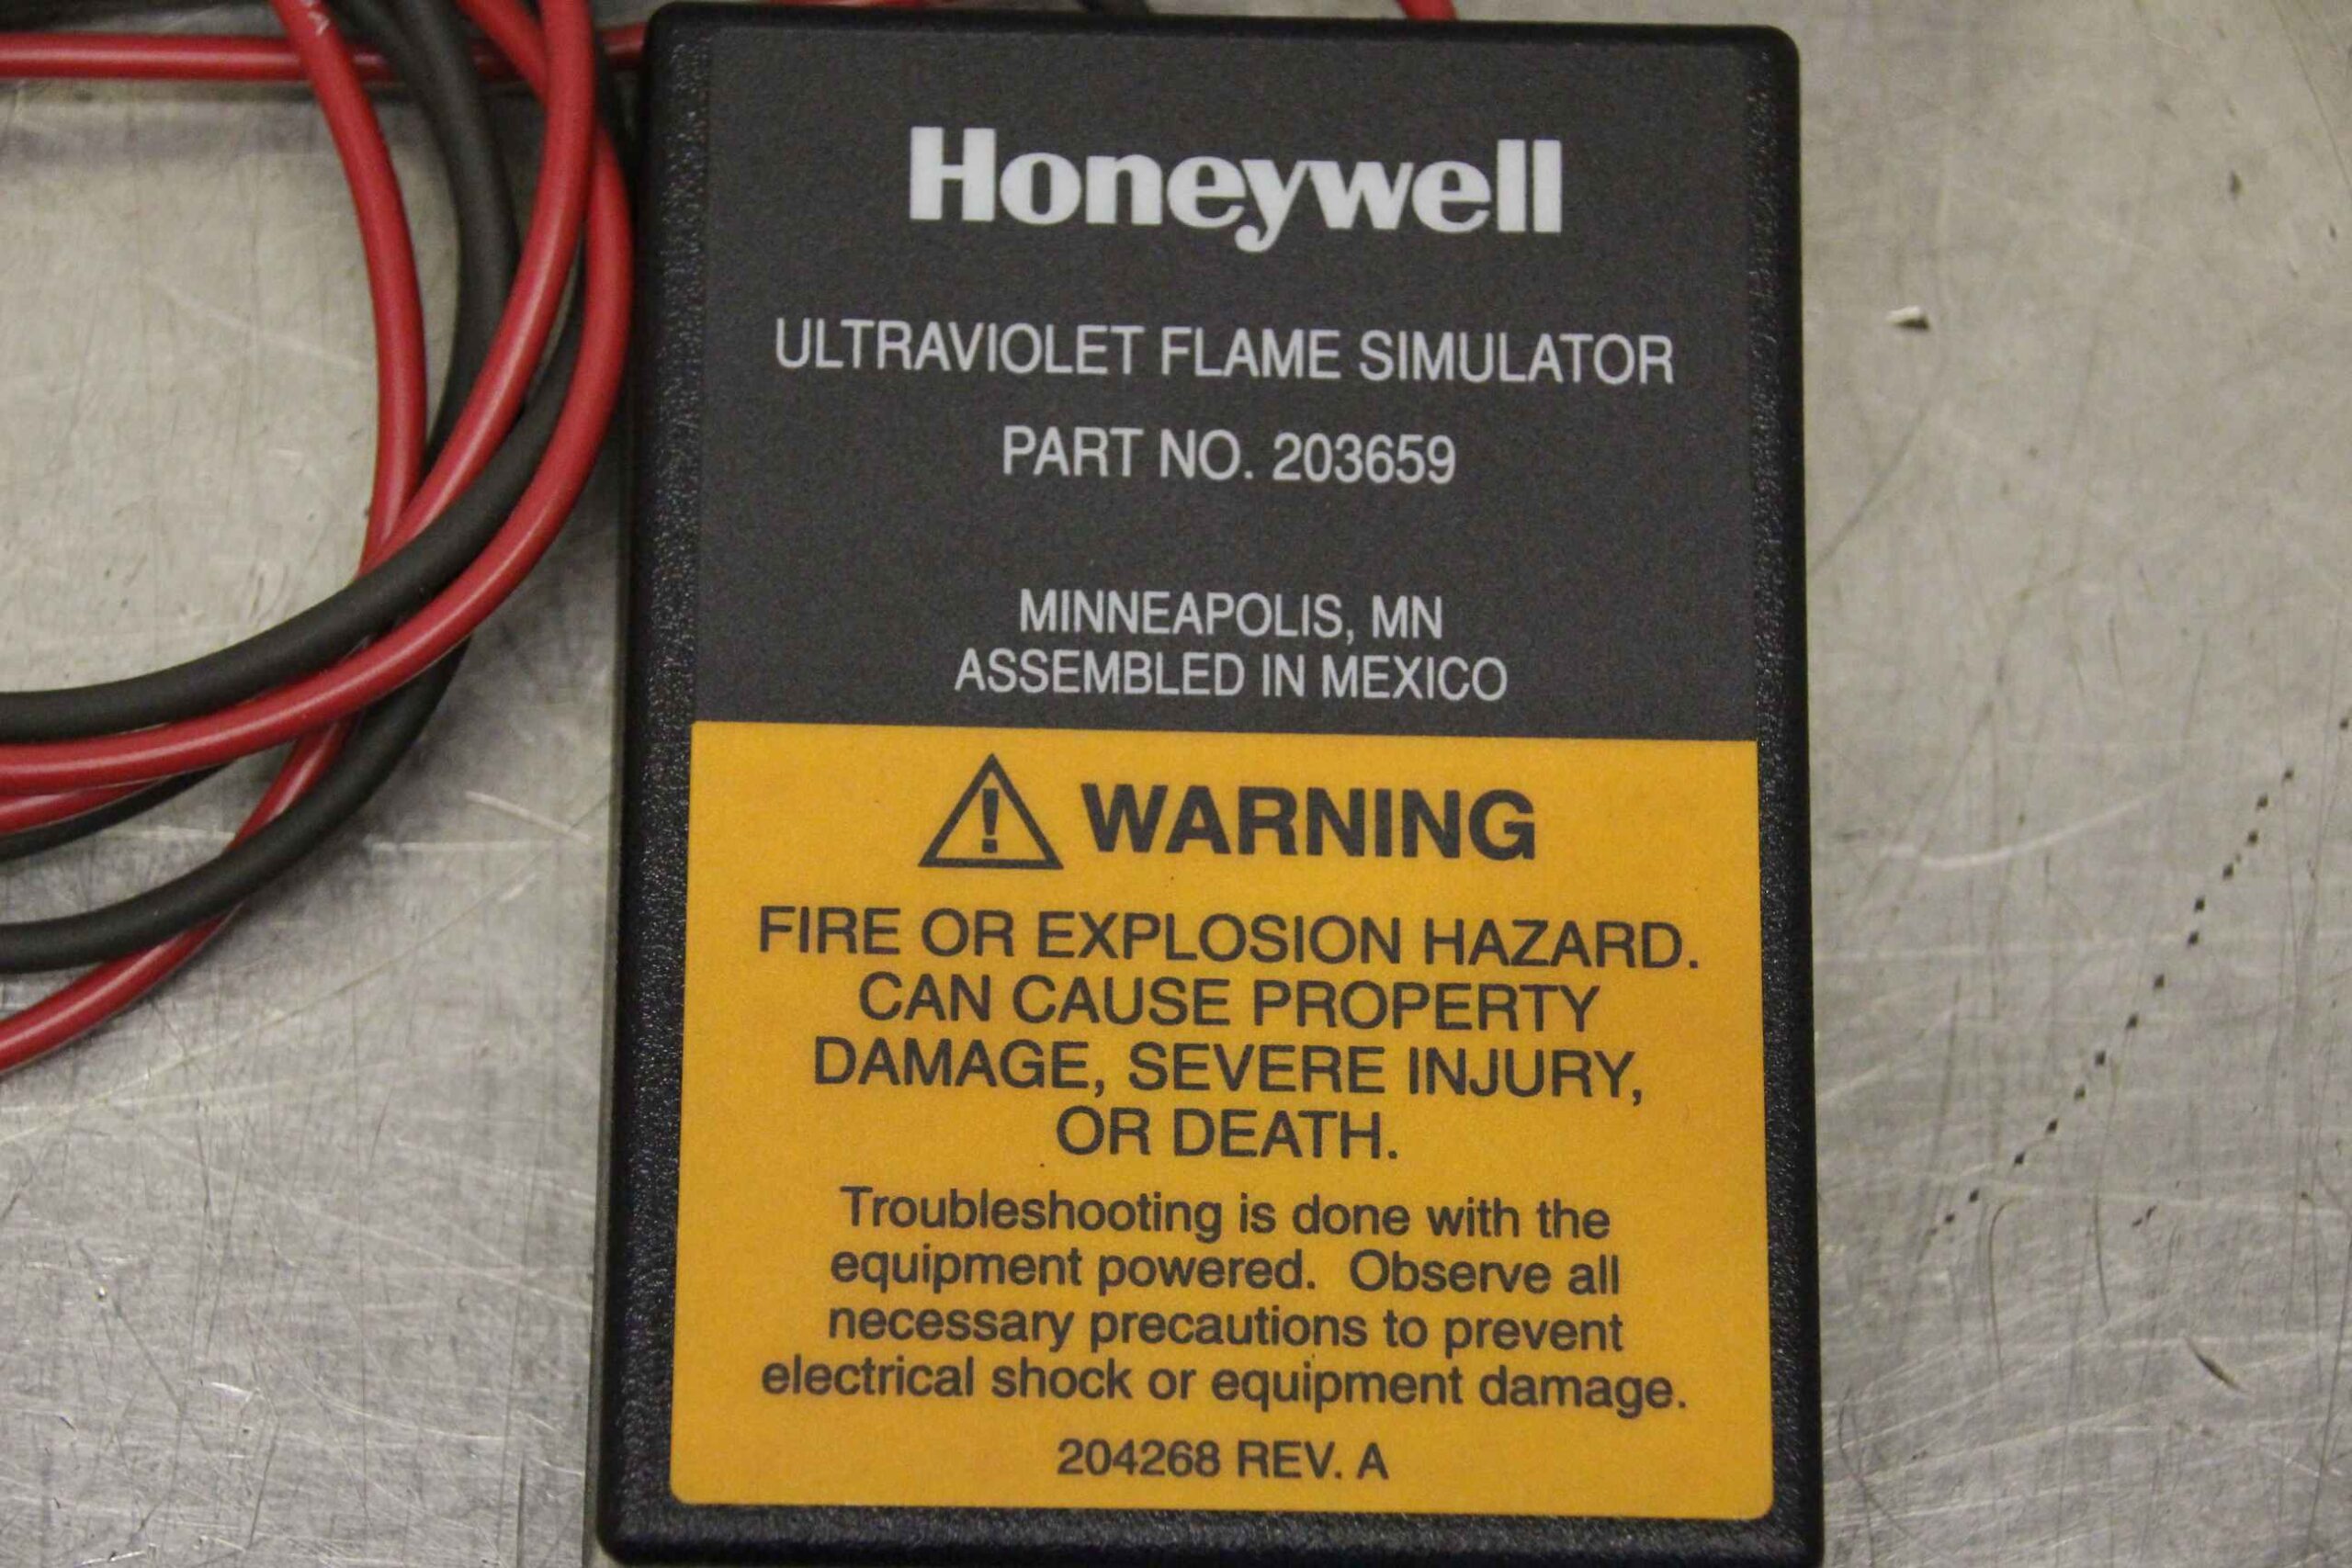 Honeywell
ULTRAVIOLET FLAME SIMULATOR
PART NO. 203659
MINNEAPOLIS, MN
ASSEMBLED IN MEXICO
WARNING
FIRE OR EXPLOSION HAZARD.
CAN CAUSE PROPERTY
DAMAGE, SEVERE INJURY,
OR DEATH.
Troubleshooting is done with the
equipment powered. Observe all
necessary precautions to prevent
electrical shock or equipment damage.
204268 REV. A